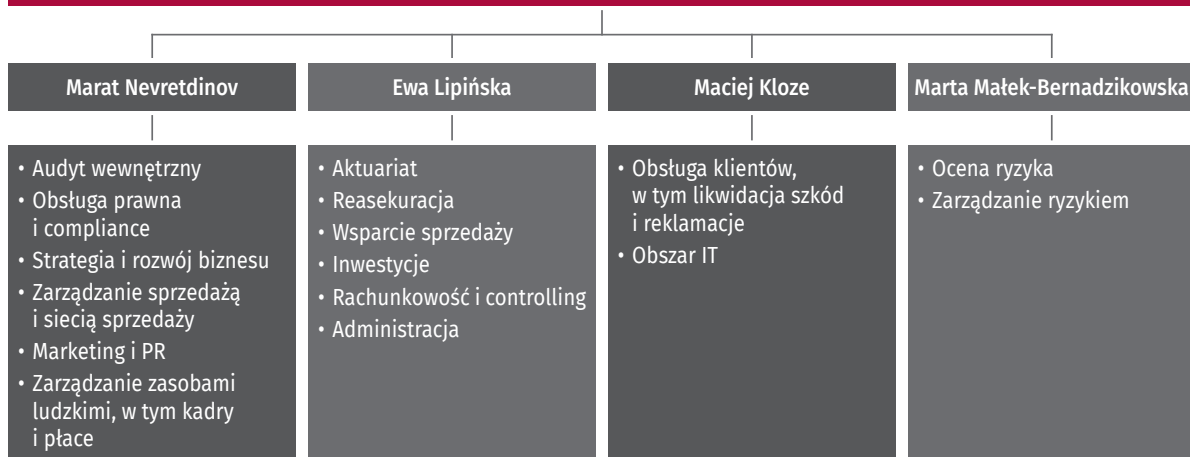 Marat Nevretdinov
• Audyt wewnętrzny
• Obsługa prawna
i compliance
• Strategia i rozwój biznesu
• Zarządzanie sprzedażą
i siecią sprzedaży
• Marketing i PR
• Zarządzanie zasobami
ludzkimi, w tym kadry
i płace
Ewa Lipińska
• Aktuariat
• Reasekuracja
• Wsparcie sprzedaży
• Inwestycje
• Rachunkowość i controlling
• Administracja
Maciej Kloze
• Obsługa klientów,
w tym likwidacja szkód
i reklamacje
• Obszar IT
Marta Małek-Bernadzikowska
• Ocena ryzyka
• Zarządzanie ryzykiem